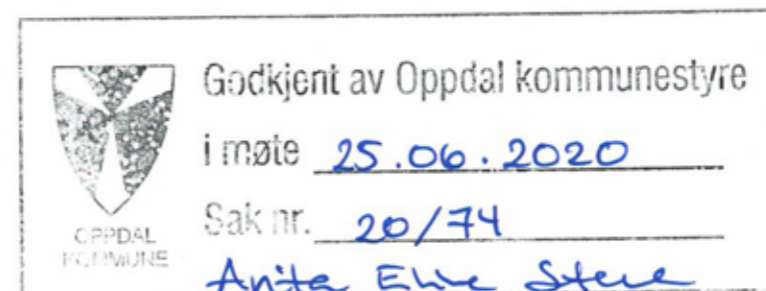 Godkjent av Oppdal kommunestyre
i møte 25.06.2020
Sak nr. 20/74
OPPDAL
KOMMUNE
Anita